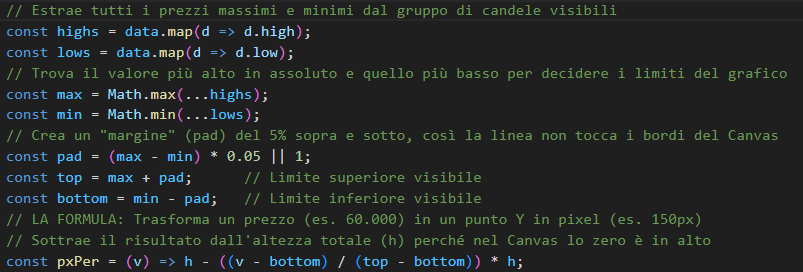 // Estrae tutti i prezzi massimi e minimi dal gruppo di candele visibili
const highs = data.map(d => d.high);
const lows = data.map(d => d.low);
// Trova il valore più alto in assoluto e quello più basso per decidere i limiti del grafico
const max = Math.max(...highs);
const min = Math.min(...lows);
// Crea un "margine" (pad) del 5% sopra e sotto, così la linea non tocca i bordi del Canvas
const pad = (max - min) * 0.05 || 1;
const top = max + pad;      // Limite superiore visibile
const bottom = min - pad;   // Limite inferiore visibile
// LA FORMULA: Trasforma un prezzo (es. 60.000) in un punto Y in pixel (es. 150px)
// Sottrae il risultato dall'altezza totale (h) perché nel Canvas lo zero è in alto
const pxPer = (v) => h - ((v - bottom) / (top - bottom)) * h;